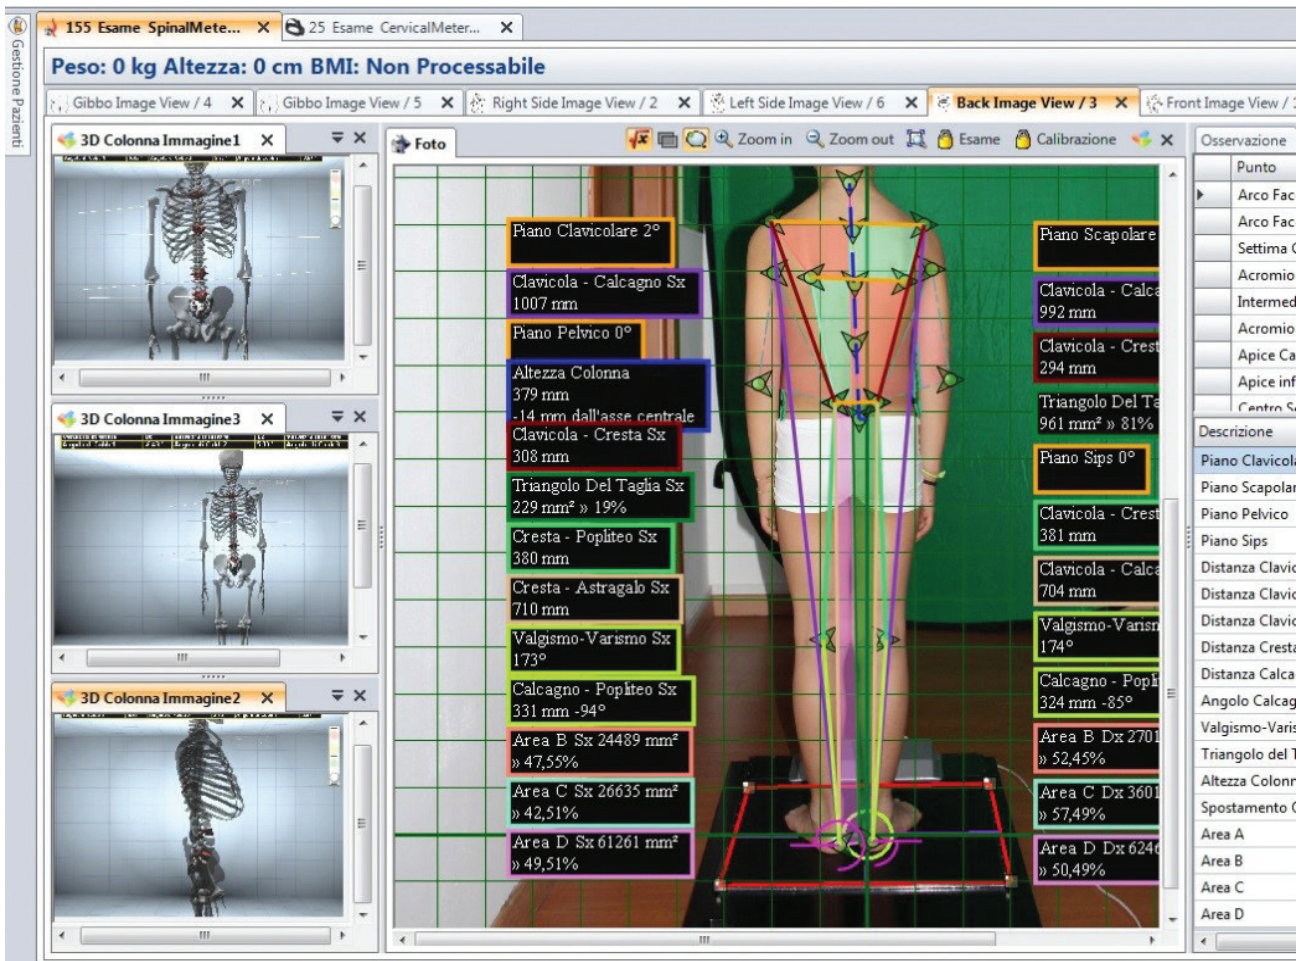 Gestione Pazienti
155 Esame SpinalMete...
25 Esame CervicalMeter...
Peso: 0 kg Altezza: 0 cm BMI: Non Processabile
Gibbo Image View / 4
Gibbo Image View / 5
Right Side Image View / 2
Left Side Image View / 6
Back Image View / 3
Front Image View /
3D Colonna Immagine1
3D Colonna Immagine3
3D Colonna Immagine2
Foto
Zoom in
Zoom out
Esame
Calibrazione
Piano Clavicolare 2°
Clavicola - Calcagno Sx
1007 mm
Piano Pelvico 0°
Altezza Colonna
379 mm
-14 mm dall'asse centrale
Clavicola - Cresta Sx
308 mm
Triangolo Del Taglia Sx
229 mm² » 19%
Cresta - Popliteo Sx
380 mm
Cresta - Astragalo Sx
710 mm
Valgismo-Varismo Sx
173°
Calcagno - Popliteo Sx
331 mm -94°
Area B Sx 24489 mm²
» 47,55%
Area C Sx 26635 mm²
» 42,51%
Area D Sx 61261 mm²
» 49,51%
Piano Scapolare
Clavicola - Calca
992 mm
Clavicola - Crest
294 mm
Triangolo Del Ta
961 mm² » 81%
Piano Sips 0°
Clavicola - Crest
381 mm
Clavicola - Calca
704 mm
Valgismo-Varism
174°
Calcagno - Popli
324 mm -85°
Area B Dx 2701
» 52,45%
Area C Dx 3601
» 57,49%
Area D Dx 6246
» 50,49%
Osservazione
Punto
Arco Fac
Arco Fac
Settima C
Acromio
Intermed
Acromio
Apice Ca
Apice inf
Centro Se
Descrizione
Piano Clavicola
Piano Scapolar
Piano Pelvico
Piano Sips
Distanza Clavic
Distanza Clavic
Distanza Clavic
Distanza Cresta
Distanza Calca
Angolo Calcag
Valgismo-Varis
Triangolo del T
Altezza Colonn
Spostamento C
Area A
Area B
Area C
Area D